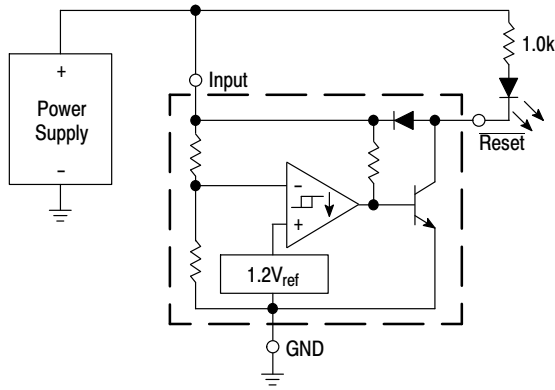 1.0k
+
Power
Supply
-
Input
Reset
-
+
1.2Vref
GND